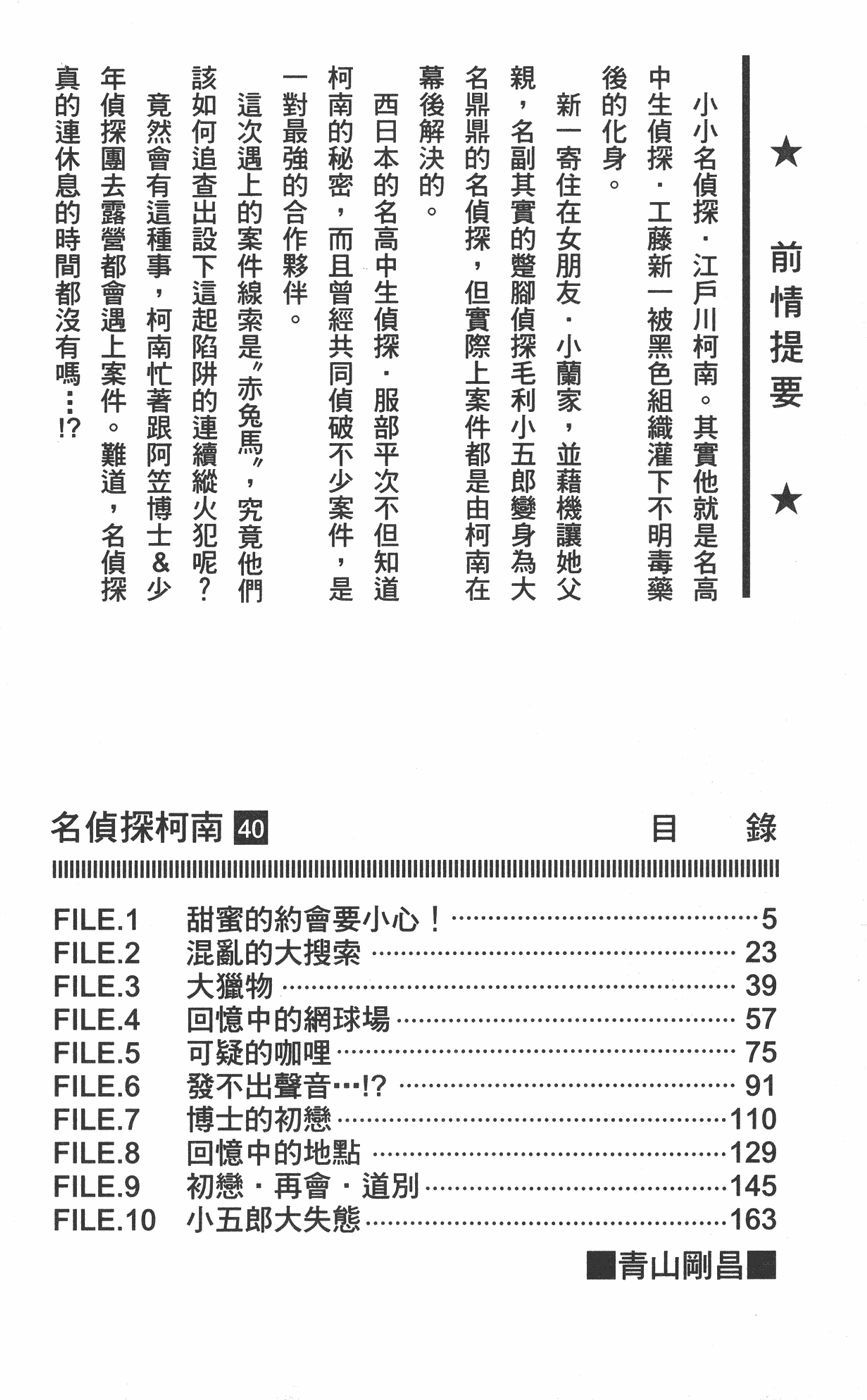 ★ 前情提要 ★
小小名偵探．江戶川柯南。其實他就是名高
中生偵探．工藤新一被黑色組織灌下不明毒藥
後的化身。
新一寄住在女朋友．小蘭家，並藉機讓她父
親，名副其實的蹩腳偵探毛利小五郎變身為大
名鼎鼎的名偵探，但實際上案件都是由柯南在
幕後解決的。
西日本的名高中生偵探．服部平次不但知道
柯南的秘密，而且曾經共同偵破不少案件，是
一對最強的合作夥伴。
這次遇上的案件線索是〝赤兔馬〞，究竟他們
該如何追查出設下這起陷阱的連續縱火犯呢？
竟然會有這種事，柯南忙著跟阿笠博士＆少
年偵探團去露營都會遇上案件。難道，名偵探
真的連休息的時間都沒有嗎…!?
名偵探柯南 40 目 錄
FILE.1 甜蜜的約會要小心！……………5
FILE.2 混亂的大搜索……………23
FILE.3 大獵物……………39
FILE.4 回憶中的網球場……………57
FILE.5 可疑的咖哩……………75
FILE.6 發不出聲音…!?……………91
FILE.7 博士的初戀……………110
FILE.8 回憶中的地點……………129
FILE.9 初戀．再會．道別……………145
FILE.10 小五郎大失態……………163
■青山剛昌■